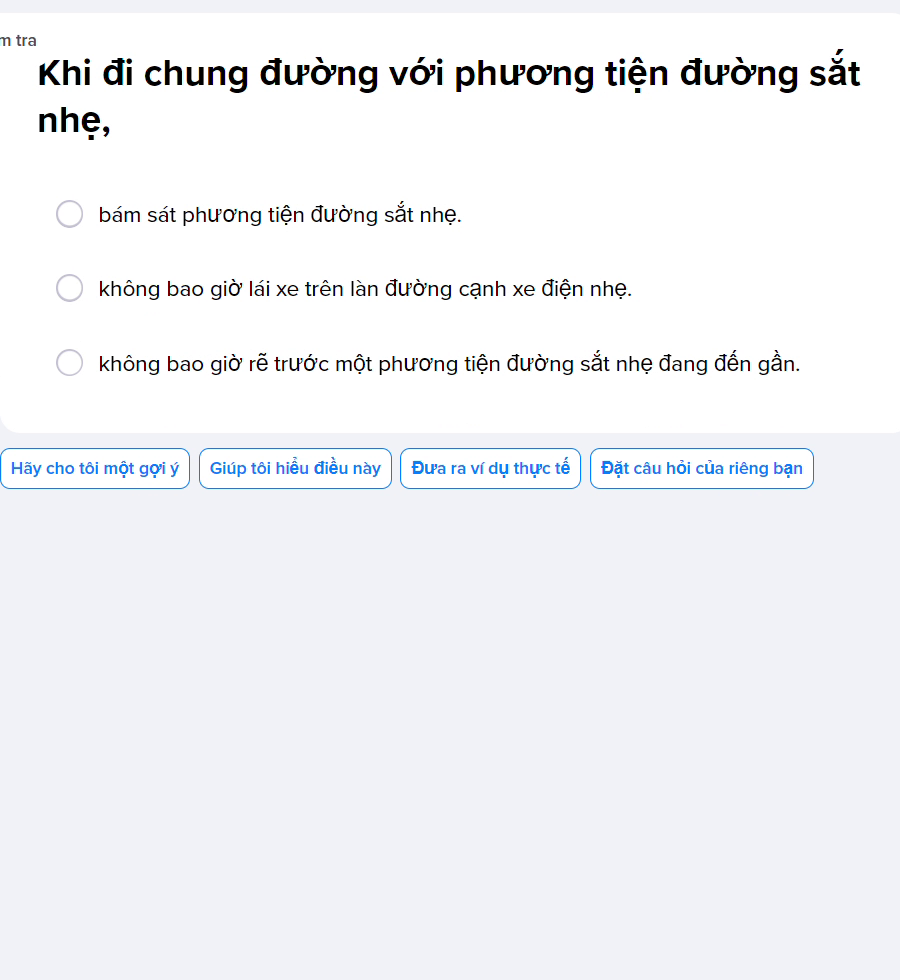 m tra
Khi đi chung đường với phương tiện đường sắt
nhẹ,
bám sát phương tiện đường sắt nhẹ.
không bao giờ lái xe trên làn đường cạnh xe điện nhẹ.
không bao giờ rẽ trước một phương tiện đường sắt nhẹ đang đến gần.
Hãy cho tôi một gợi ý
Giúp tôi hiểu điều này
Đưa ra ví dụ thực tế
Đặt câu hỏi của riêng bạn